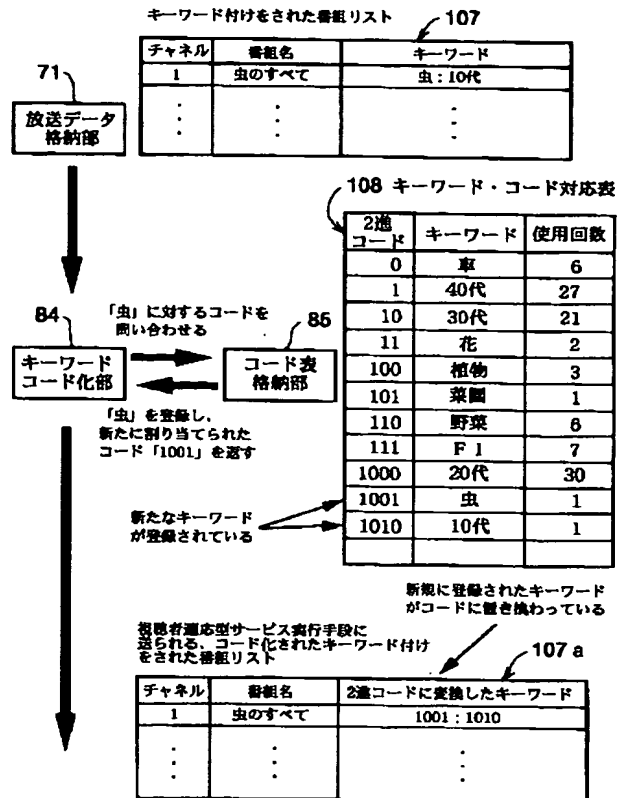 キーワード付けをされた番組リスト
107
チャネル 番組名 キーワード
1 虫のすべて 虫:10代
71
放送データ
格納部
108 キーワード・コード対応表
2進
コード キーワード 使用回数
0 車 6
1 40代 27
10 30代 21
11 花 2
100 植物 3
101 菜園 1
110 野菜 6
111 F1 7
1000 20代 30
1001 虫 1
1010 10代 1
84
「虫」に対するコードを
問い合わせる
85
キーワード
コード化部
コード表
格納部
「虫」を登録し、
新たに割り当てられた
コード「1001」を返す
新たなキーワード
が登録されている
新規に登録されたキーワード
がコードに置き換わっている
視聴者適応型サービス実行手段に
送られる、コード化されたキーワード付け
をされた番組リスト
107a
チャネル 番組名 2進コードに変換したキーワード
1 虫のすべて 1001:1010